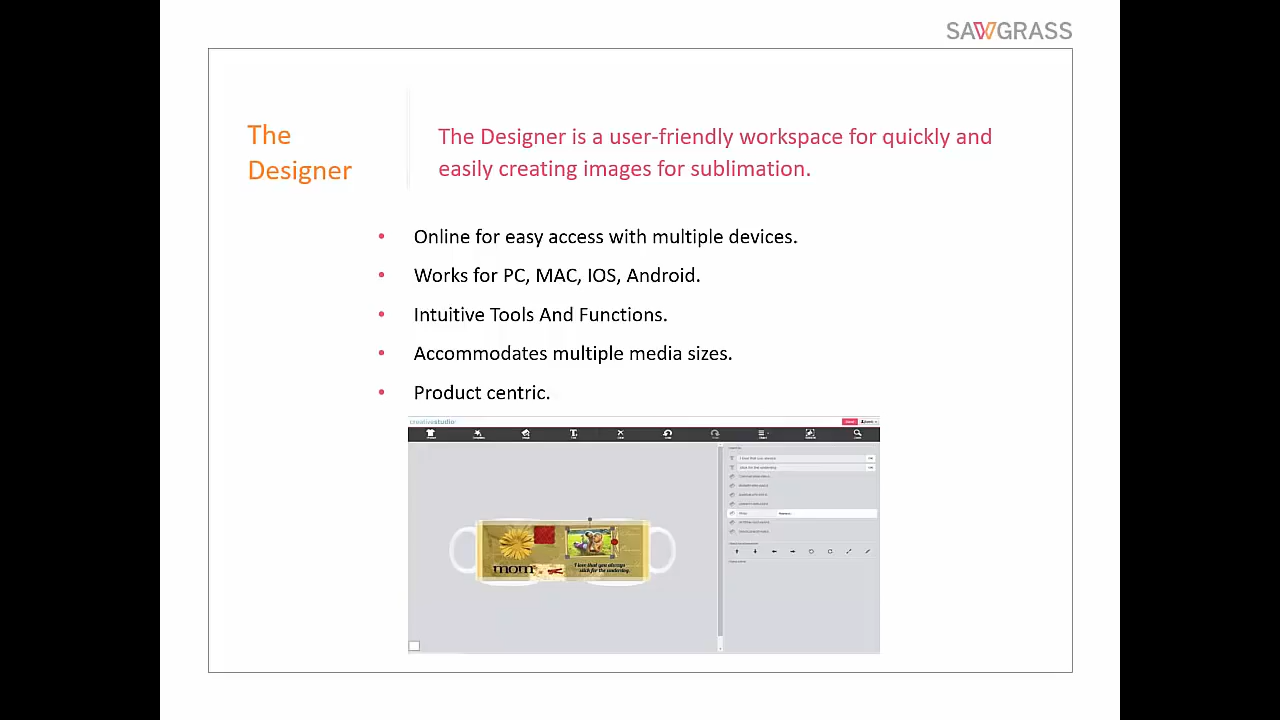 SAWGRASS
The
Designer
The Designer is a user-friendly workspace for quickly and
easily creating images for sublimation.
• Online for easy access with multiple devices.
• Works for PC, MAC, IOS, Android.
• Intuitive Tools And Functions.
• Accommodates multiple media sizes.
• Product centric.
creativestudio
mom
I love that you always
stick for the underdog.